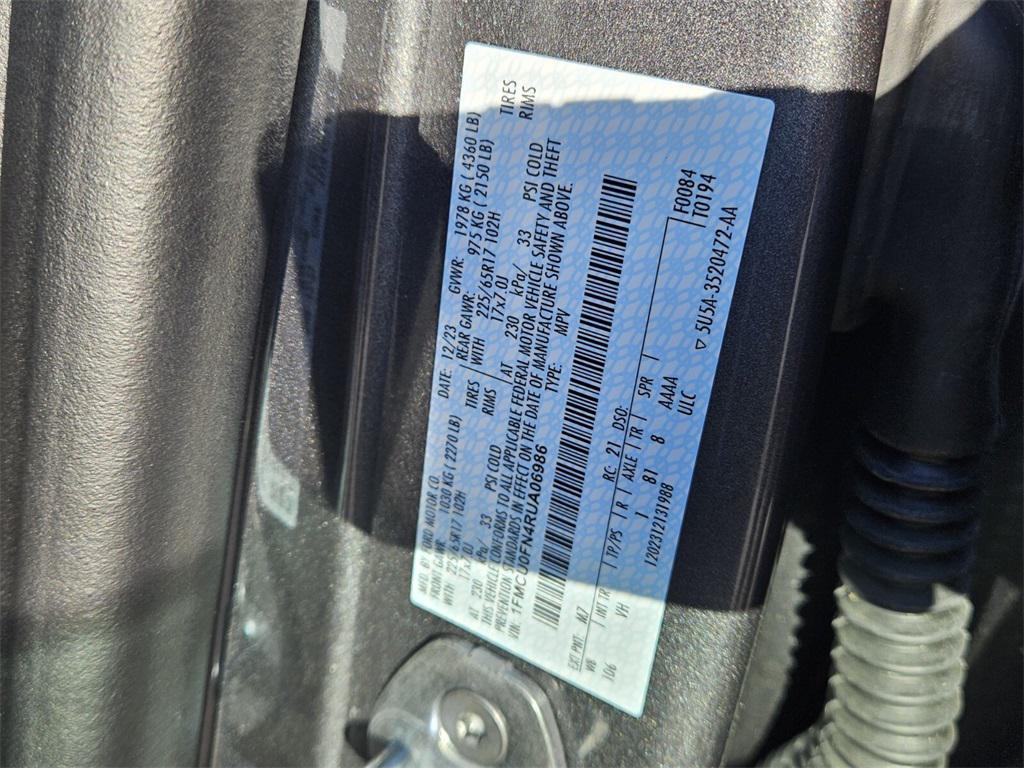 MFD. BY FORD MOTOR CO. DATE: 12/23 GVWR: 1978 KG ( 4360 LB)
FRONT GAWR: 1030 KG ( 2270 LB) REAR GAWR: 975 KG ( 2150 LB)
WITH 225/65R17 102H TIRES WITH 225/65R17 102H TIRES
17x7.0J RIMS 17x7.0J RIMS
AT 230 kPa/ 33 PSI COLD AT 230 kPa/ 33 PSI COLD
THIS VEHICLE CONFORMS TO ALL APPLICABLE FEDERAL MOTOR VEHICLE SAFETY AND THEFT
PREVENTION STANDARDS IN EFFECT ON THE DATE OF MANUFACTURE SHOWN ABOVE.
VIN: 1FMCU0FN4RUA06986 TYPE: MPV
EXT PNT: M7 RC: 21 DSO: F0084
WB INT TR TP/PS R AXLE TR SPR T0194
106 VH J 81 8 AAAA
120231213 1988 ULC
5U5A-3520472-AA